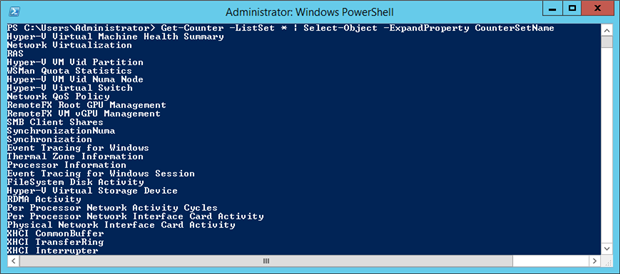 Administrator: Windows PowerShell
PS C:\Users\Administrator> Get-Counter -ListSet * | Select-Object -ExpandProperty CounterSetName
Hyper-V Virtual Machine Health Summary
Network Virtualization
RAS
Hyper-V VM Vid Partition
WSMan Quota Statistics
Hyper-V VM Vid Numa Node
Hyper-V Virtual Switch
Network QoS Policy
RemoteFX Root GPU Management
RemoteFX VM vGPU Management
SMB Client Shares
SynchronizationNuma
Synchronization
Event Tracing for Windows
Thermal Zone Information
Processor Information
Event Tracing for Windows Session
FileSystem Disk Activity
Hyper-V Virtual Storage Device
RDMA Activity
Per Processor Network Activity Cycles
Per Processor Network Interface Card Activity
Physical Network Interface Card Activity
XHCI CommonBuffer
XHCI TransferRing
XHCI Interrupter